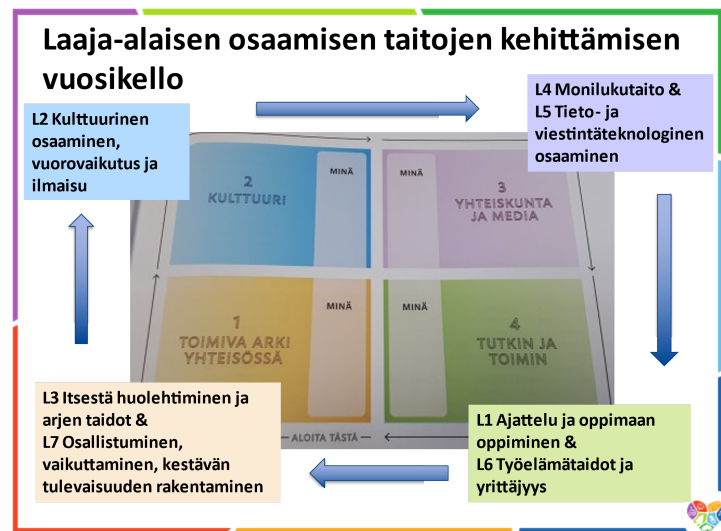 Laaja-alaisen osaamisen taitojen kehittämisen
vuosikello
L2 Kulttuurinen
osaaminen,
vuorovaikutus ja
ilmaisu
L4 Monilukutaito &
L5 Tieto- ja
viestintäteknologinen
osaaminen
2
KULTTUURI
MINÄ
MINÄ
3
YHTEISKUNTA
JA MEDIA
1
TOIMIVA ARKI
YHTEISÖSSÄ
MINÄ
MINÄ
4
TUTKIN JA
TOIMIN
L3 Itsestä huolehtiminen ja
arjen taidot &
L7 Osallistuminen,
vaikuttaminen, kestävän
tulevaisuuden rakentaminen
ALOITA TÄSTÄ
L1 Ajattelu ja oppimaan
oppiminen &
L6 Työelämätaidot ja
yrittäjyys